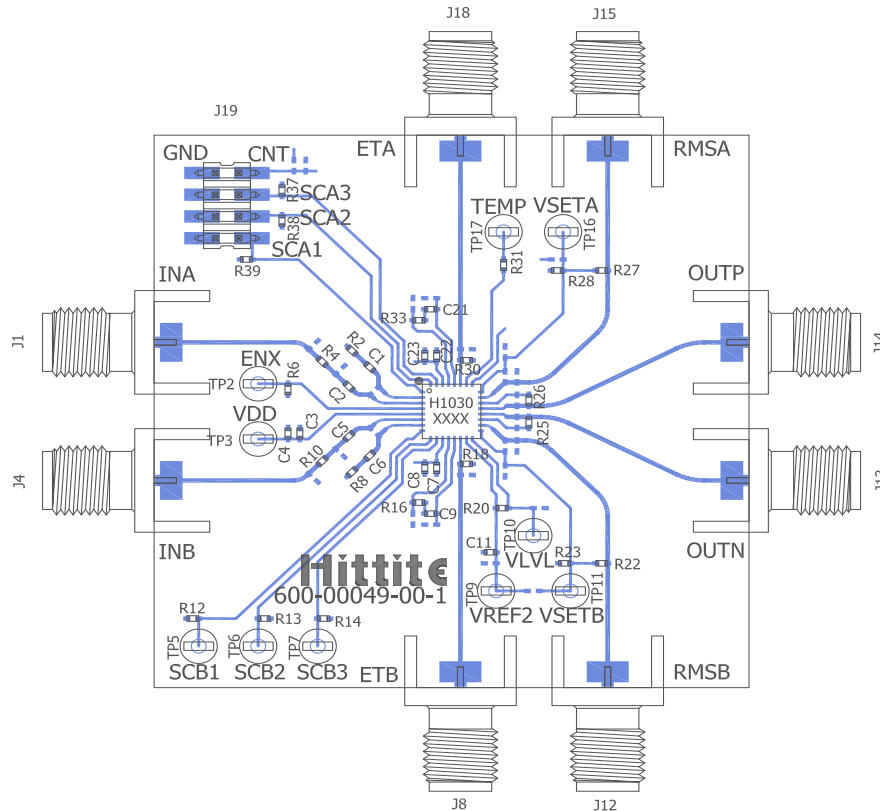 J18
J15
J19
GND
CNT
ETA
RMSA
R37
SCA3
SCA2
R38
SCA1
TEMP
VSETA
TP17
TP16
R39
R31
R28
R27
INA
OUTP
J1
J14
R33
C21
C23
C22
R30
R2
R4
C1
C2
ENX
R6
TP2
VDD
TP3
C4
C3
H1030
XXXX
R26
R25
C5
R10
C6
R8
J4
J13
C8
C7
R18
R16
C9
R20
TP10
C11
VLVL
R23
R22
INB
OUTN
Hittite
600-00049-00-1
TP9
TP11
VREF2
VSETB
R12
R13
R14
TP5
TP6
TP7
SCB1
SCB2
SCB3
ETB
RMSB
J8
J12